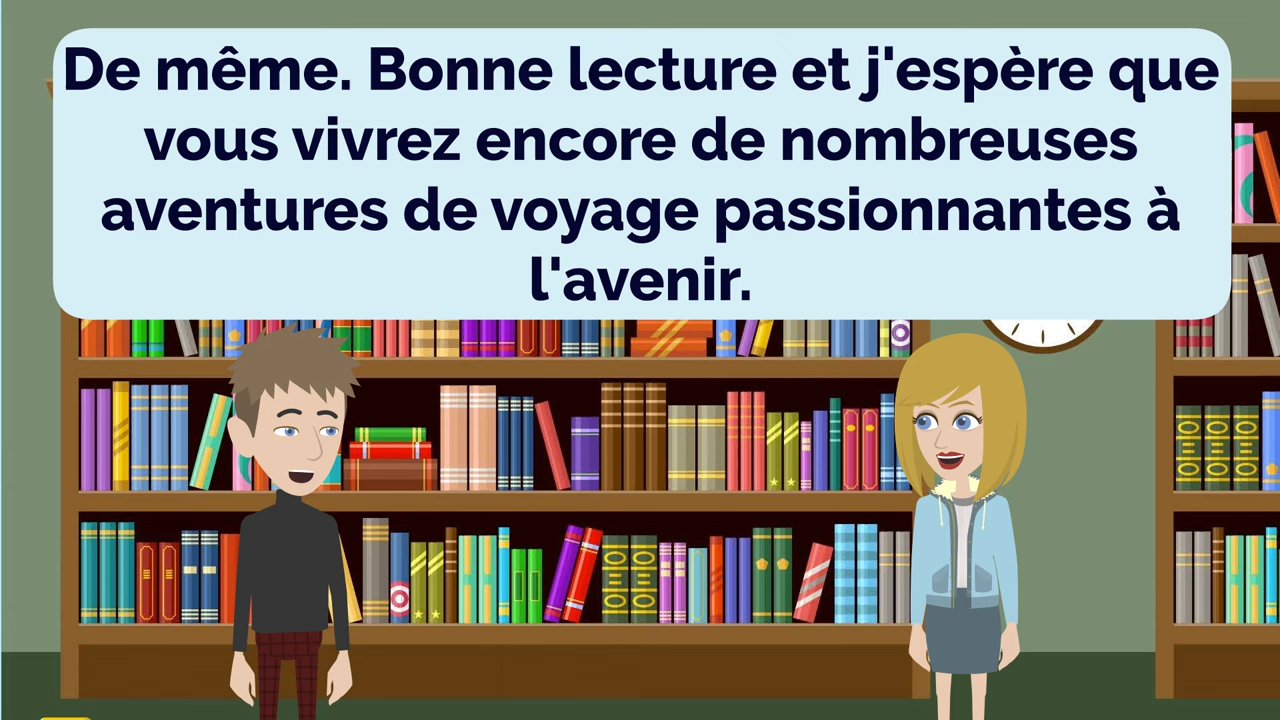 De même. Bonne lecture et j'espère que
vous vivrez encore de nombreuses
aventures de voyage passionnantes à
l'avenir.